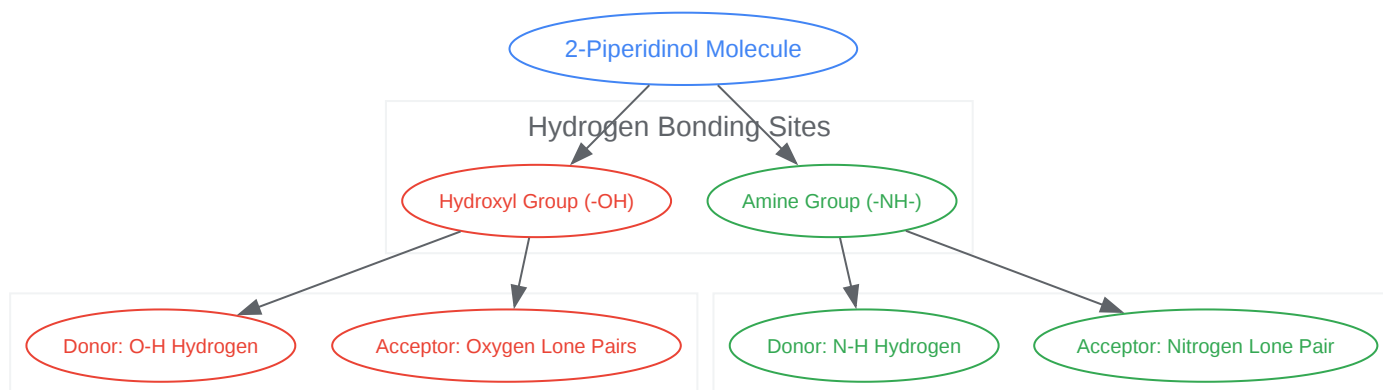 2-Piperidinol Molecule
Hydrogen Bonding Sites
Hydroxyl Group (-OH)
Amine Group (-NH-)
Donor: O-H Hydrogen
Acceptor: Oxygen Lone Pairs
Donor: N-H Hydrogen
Acceptor: Nitrogen Lone Pair